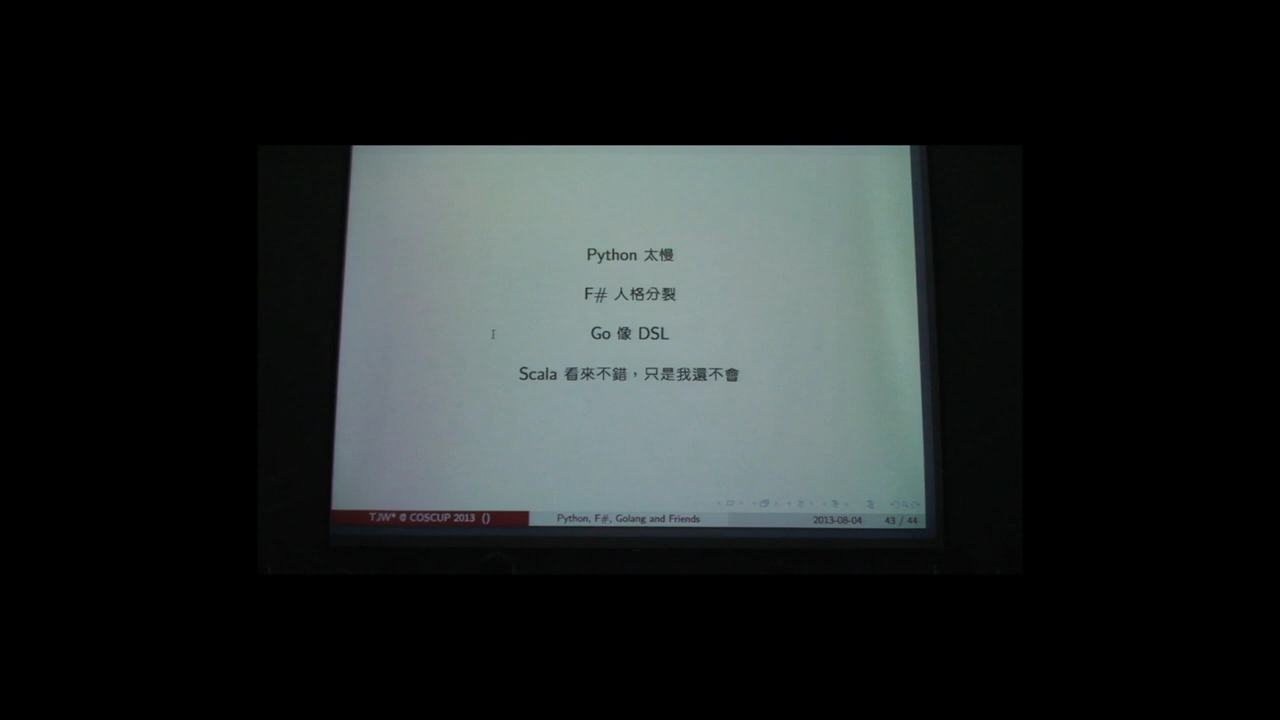 Python 太慢
F# 人格分裂
Go 像 DSL
Scala 看來不錯，只是我還不會
TJW* @ COSCUP 2013 ()
Python, F#, Golang and Friends
2013-08-04
43 / 44